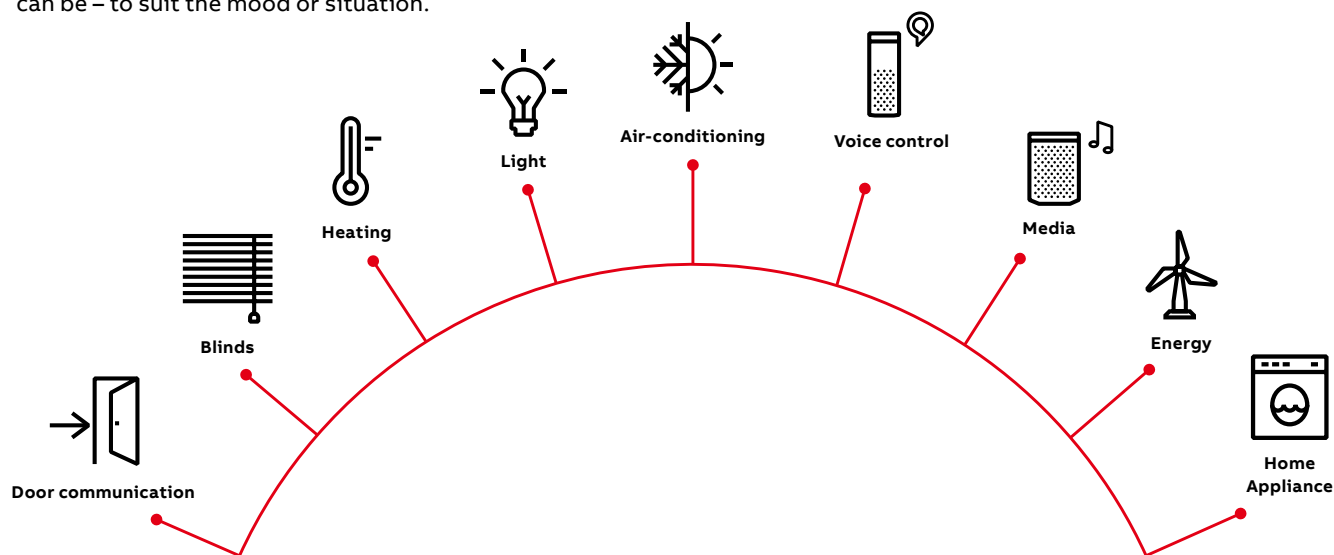 can be – to suit the mood or situation.
Door communication
Blinds
Heating
Light
Air-conditioning
Voice control
Media
Energy
Home
Appliance